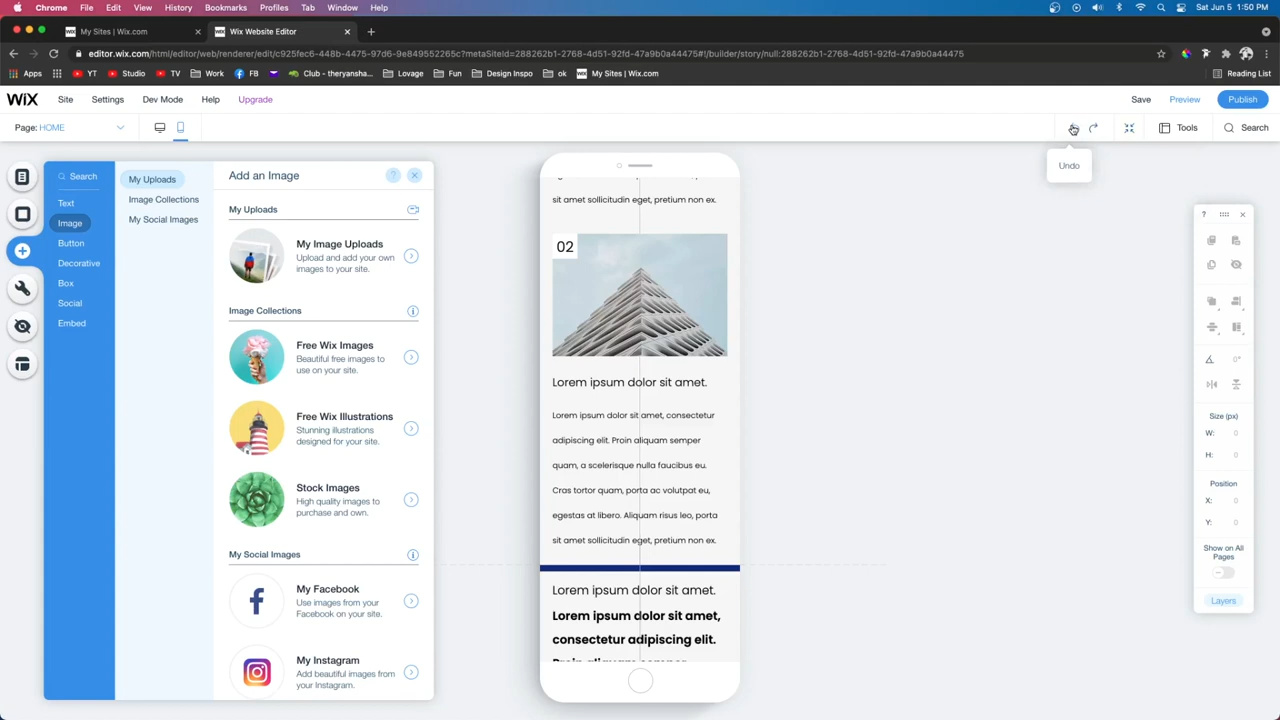 Chrome File Edit View History Bookmarks Profiles Tab Window Help Sat Jun 5 1:50 PM
WiX My Sites | Wix.com × WiX Wix Website Editor × +
editor.wix.com/html/editor/web/renderer/edit/c925fec6-448b-4475-97d6-9e849552265c?metaSiteId=288262b1-2768-4d51-92fd-47a9b0a44475#!/builder/story/null:288262b1-2768-4d51-92fd-47a9b0a44475
Apps YT Studio TV Work FB Club - theryansha... Lovage Fun Design Inspo ok WiX My Sites | Wix.com Reading List
WiX Site Settings Dev Mode Help Upgrade Save Preview Publish
Page: HOME Tools Search
Undo
Search
Text
Image
Button
Decorative
Box
Social
Embed
My Uploads
Image Collections
My Social Images
Add an Image ? ×
My Uploads
My Image Uploads
Upload and add your own
images to your site.
Image Collections
Free Wix Images
Beautiful free images to
use on your site.
Free Wix Illustrations
Stunning illustrations
designed for your site.
Stock Images
High quality images to
purchase and own.
My Social Images
My Facebook
Use images from your
Facebook on your site.
My Instagram
Add beautiful images from
your Instagram.
sit amet sollicitudin eget, pretium non ex.
02
Lorem ipsum dolor sit amet.
Lorem ipsum dolor sit amet, consectetur
adipiscing elit. Proin aliquam semper
quam, a scelerisque nulla faucibus eu.
Cras tortor quam, porta ac volutpat eu,
egestas at libero. Aliquam risus leo, porta
sit amet sollicitudin eget, pretium non ex.
Lorem ipsum dolor sit amet.
Lorem ipsum dolor sit amet,
consectetur adipiscing elit.
Proin aliquam semper
? ×
0°
Size (px)
W: 0
H: 0
Position
X: 0
Y: 0
Show on All
Pages
Layers